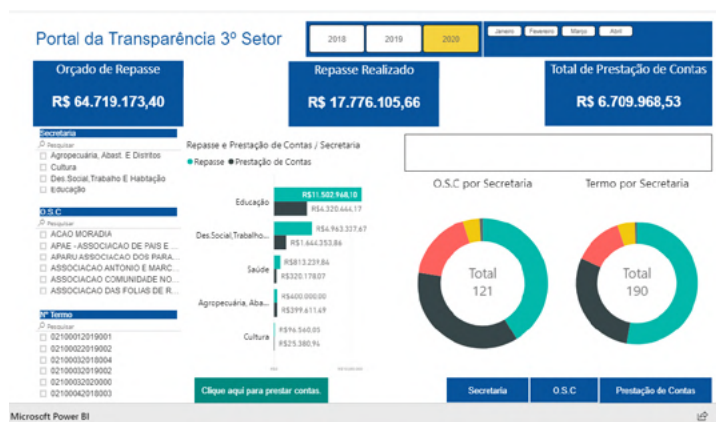 Portal da Transparência 3º Setor
2018
2019
2020
Janeiro
Fevereiro
Março
Abril
Orçado de Repasse
R$ 64.719.173,40
Repasse Realizado
R$ 17.776.105,66
Total de Prestação de Contas
R$ 6.709.968,53
Secretaria
Pesquisar
Agropecuária, Abast. E Distritos
Cultura
Des.Social,Trabalho E Habitação
Educação
O.S.C
Pesquisar
ACAO MORADIA
APAE - ASSOCIACAO DE PAIS E ...
APARU ASSOCIACAO DOS PARA...
ASSOCIACAO ANTONIO E MARC...
ASSOCIACAO COMUNIDADE NO...
ASSOCIACAO DAS FOLIAS DE R...
Nº Termo
Pesquisar
02100012019001
02100022019002
02100032018004
02100032019002
02100032020000
02100042018003
Repasse e Prestação de Contas / Secretaria
Repasse Prestação de Contas
Educação
R$11.502.968,10
R$4.320.444,17
Des.Social,Trabalho...
R$4.963.337,67
R$1.644.353,86
Saúde
R$813.239,84
R$320.178,07
Agropecuária, Aba...
R$400.000,00
R$399.611,49
Cultura
R$96.560,05
R$25.380,94
O.S.C por Secretaria
Total
121
Termo por Secretaria
Total
190
Clique aqui para prestar contas.
Secretaria
O.S.C
Prestação de Contas
Microsoft Power BI